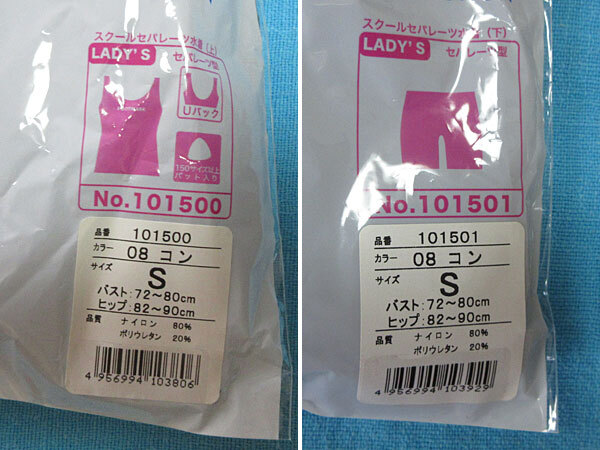 スクールセパレーツ水着(上)
LADY'S
セパレーツ型
Uバック
150サイズ以上
パット入り
No.101500
品番 101500
カラー 08 コン
サイズ
S
バスト:72~80cm
ヒップ:82~90cm
品質 ナイロン 80%
ポリウレタン 20%
4 956994 103806
スクールセパレーツ水着(下)
LADY'S
セパレーツ型
No.101501
品番 101501
カラー 08 コン
サイズ
S
バスト:72~80cm
ヒップ:82~90cm
品質 ナイロン 80%
ポリウレタン 20%
4 956994 103929